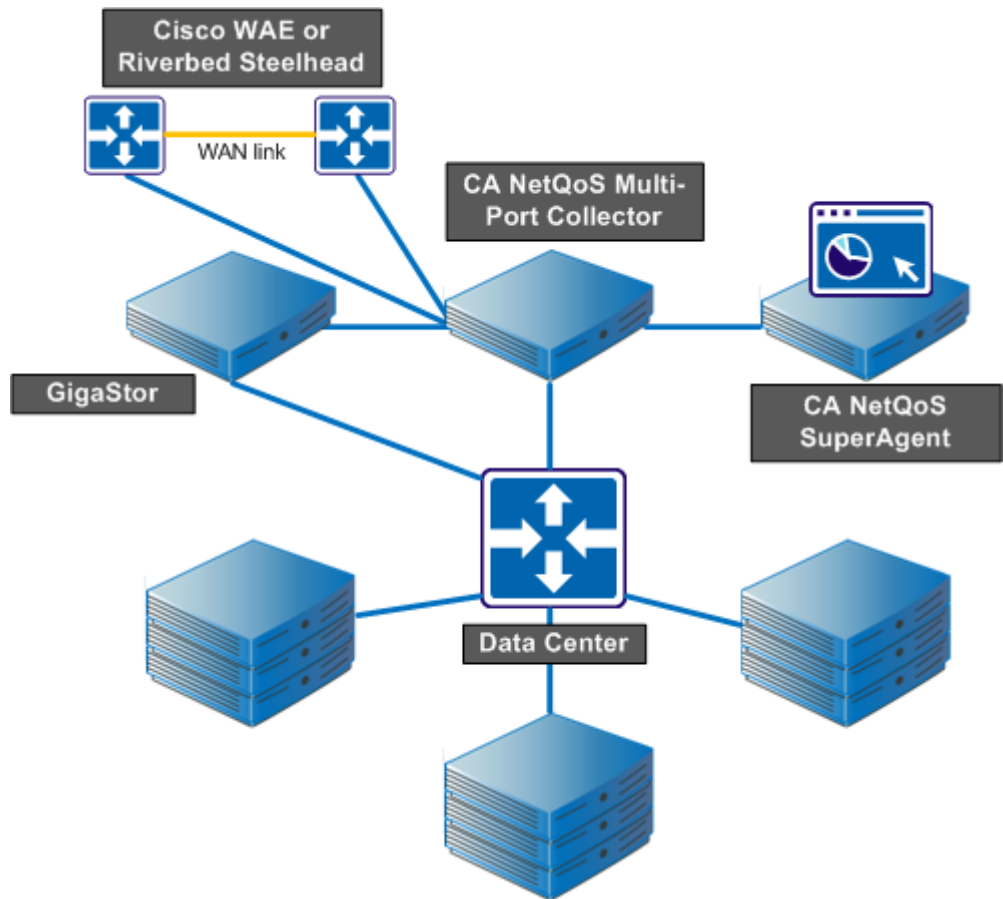 Cisco WAE or
Riverbed Steelhead
WAN link
CA NetQoS Multi-
Port Collector
GigaStor
CA NetQoS
SuperAgent
Data Center